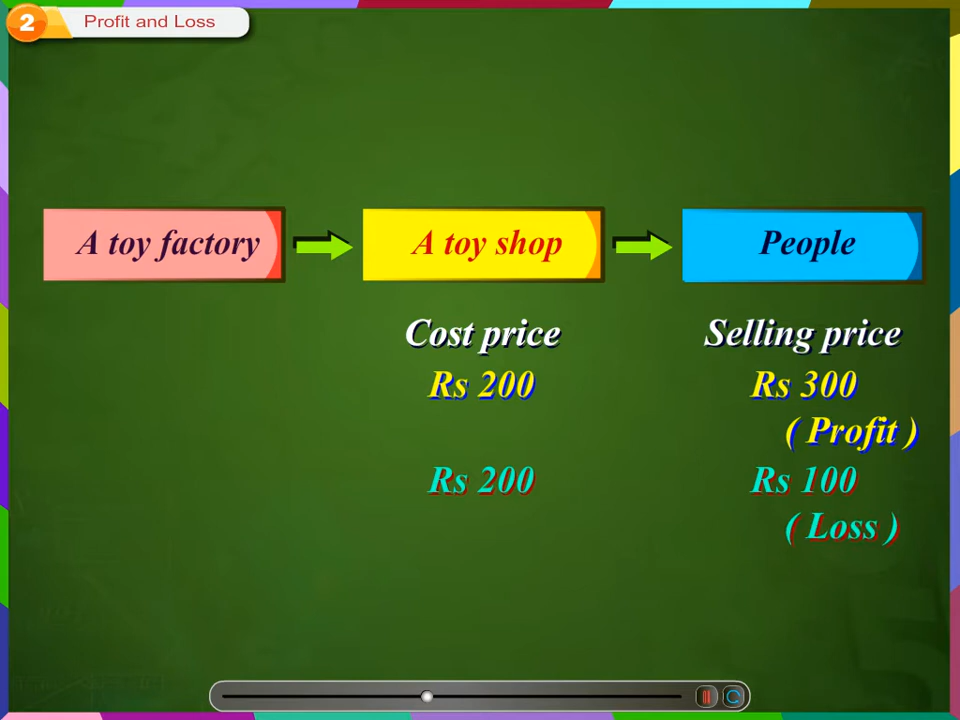 2 Profit and Loss
A toy factory
A toy shop
People
Cost price
Selling price
Rs 200
Rs 300
( Profit )
Rs 200
Rs 100
( Loss )